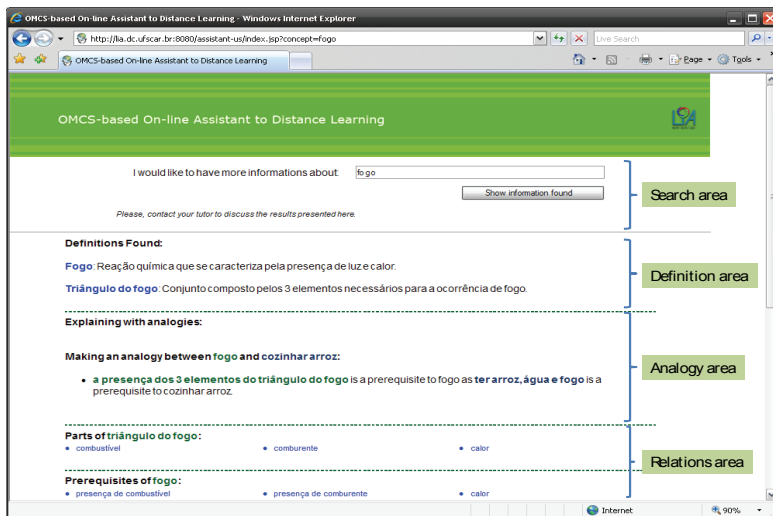 OMCS-based On-line Assistant to Distance Learning - Windows Internet Explorer
http://lia.dc.ufscar.br:8080/assistant-us/index.jsp?concept=fogo
Live Search
OMCS-based On-line Assistant to Distance Learning
Page
Tools
OMCS-based On-line Assistant to Distance Learning
LIA
I would like to have more informations about: fogo
Show information found
Search area
Please, contact your tutor to discuss the results presented here.
Definitions Found:
Fogo: Reação química que se caracteriza pela presença de luz e calor.
Definition area
Triângulo do fogo: Conjunto composto pelos 3 elementos necessários para a ocorrência de fogo.
Explaining with analogies:
Making an analogy between fogo and cozinhar arroz:
Analogy area
• a presença dos 3 elementos do triângulo do fogo is a prerequisite to fogo as ter arroz, água e fogo is a
prerequisite to cozinhar arroz.
Parts of triângulo do fogo:
• combustível • comburente • calor
Relations area
Prerequisites of fogo:
• presença de combustível • presença de comburente • calor
Internet
90%